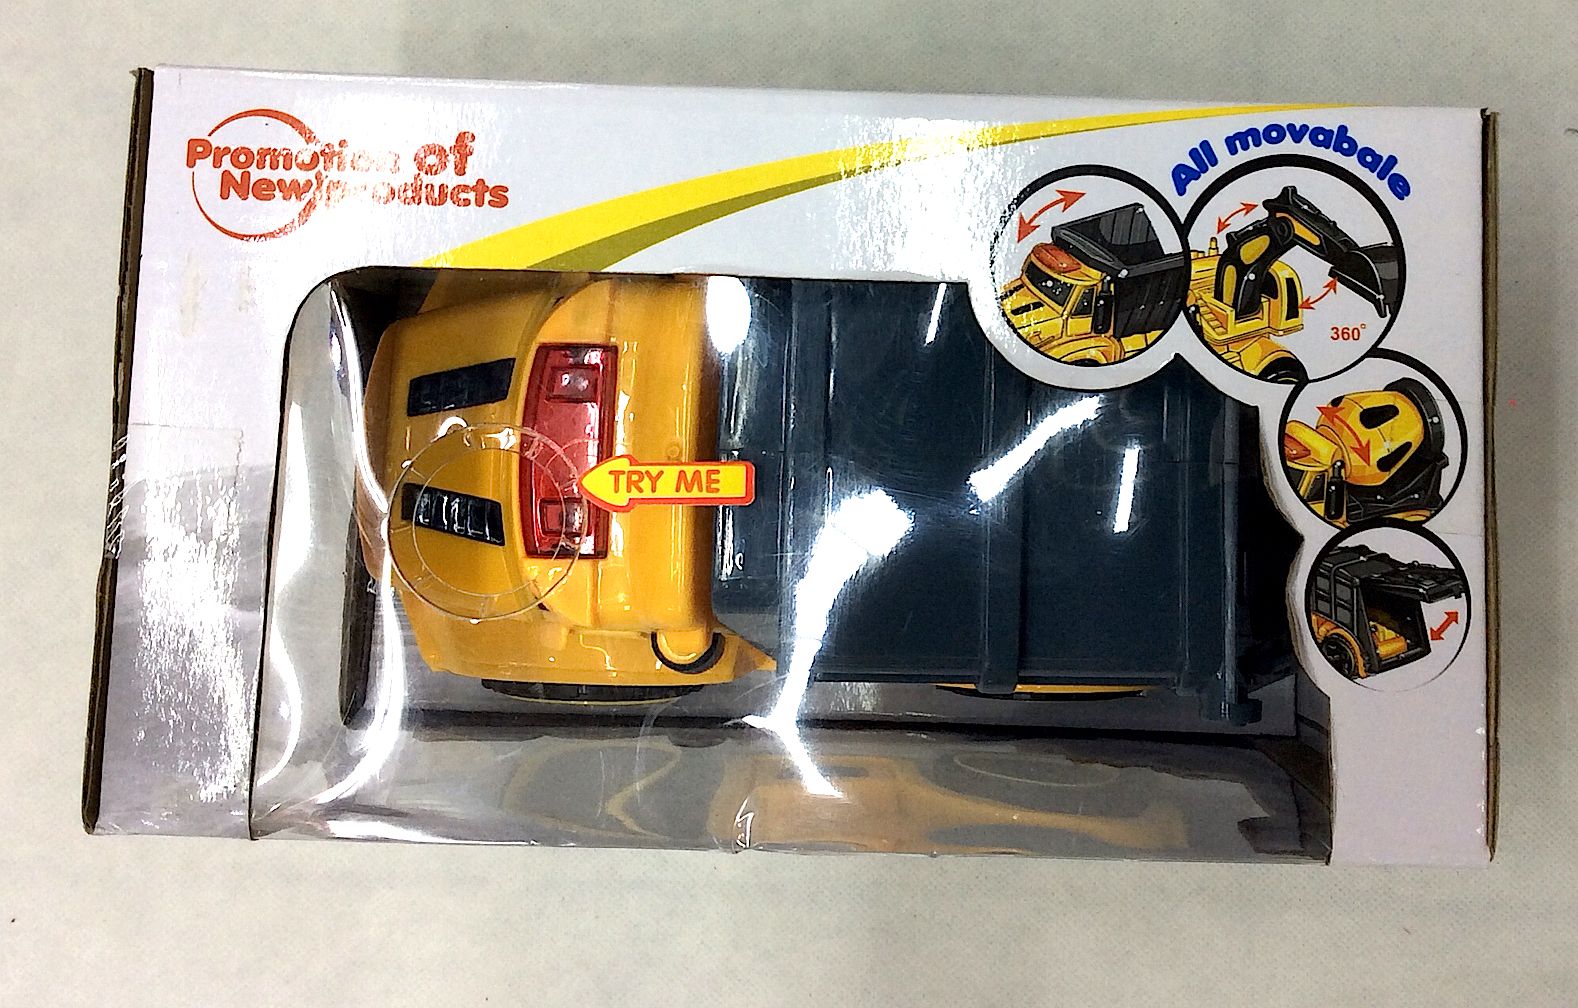 Promotion of
New products
All movabale
360°
TRY ME